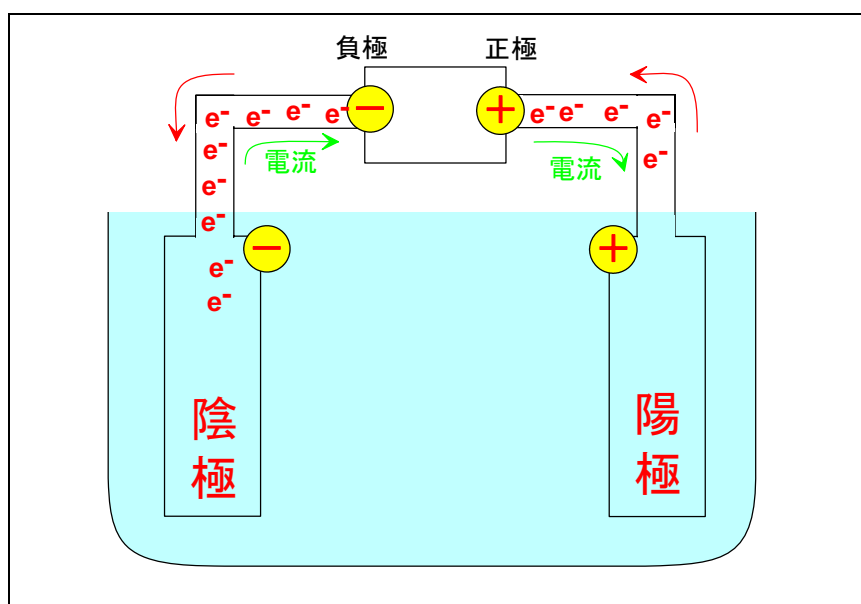 負極 正極
e- e- e- e- − + e- e- e- e-
e- 電流 電流 e-
e-
e-
− +
e-
e-
陰極 陽極